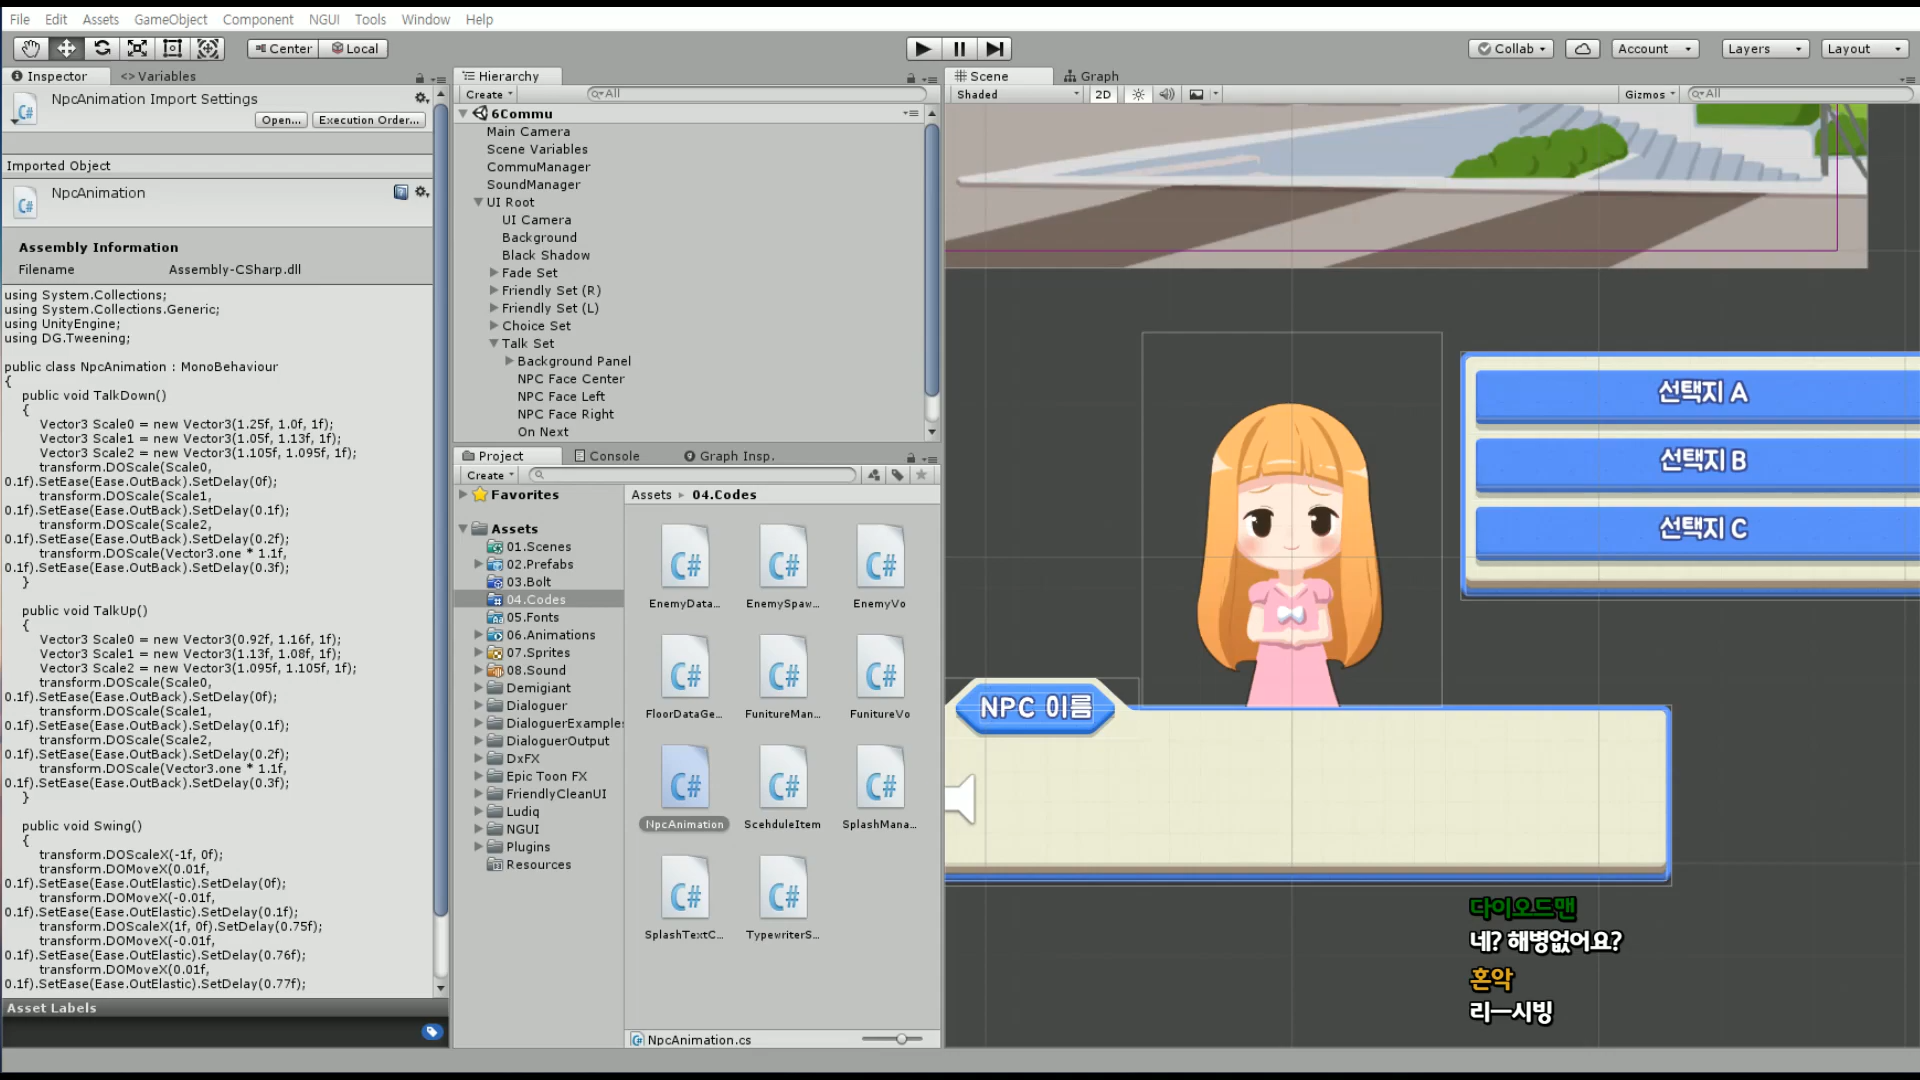 File Edit Assets GameObject Component NGUI Tools Window Help
Center Local
Collab Account Layers Layout
Inspector <> Variables
NpcAnimation Import Settings
Open... Execution Order...
Imported Object
NpcAnimation
Assembly Information
Filename Assembly-CSharp.dll
using System.Collections;
using System.Collections.Generic;
using UnityEngine;
using DG.Tweening;
public class NpcAnimation : MonoBehaviour
{
public void TalkDown()
{
Vector3 Scale0 = new Vector3(1.25f, 1.0f, 1f);
Vector3 Scale1 = new Vector3(1.05f, 1.13f, 1f);
Vector3 Scale2 = new Vector3(1.105f, 1.095f, 1f);
transform.DOScale(Scale0,
0.1f).SetEase(Ease.OutBack).SetDelay(0f);
transform.DOScale(Scale1,
0.1f).SetEase(Ease.OutBack).SetDelay(0.1f);
transform.DOScale(Scale2,
0.1f).SetEase(Ease.OutBack).SetDelay(0.2f);
transform.DOScale(Vector3.one * 1.1f,
0.1f).SetEase(Ease.OutBack).SetDelay(0.3f);
}
public void TalkUp()
{
Vector3 Scale0 = new Vector3(0.92f, 1.16f, 1f);
Vector3 Scale1 = new Vector3(1.13f, 1.08f, 1f);
Vector3 Scale2 = new Vector3(1.095f, 1.105f, 1f);
transform.DOScale(Scale0,
0.1f).SetEase(Ease.OutBack).SetDelay(0f);
transform.DOScale(Scale1,
0.1f).SetEase(Ease.OutBack).SetDelay(0.1f);
transform.DOScale(Scale2,
0.1f).SetEase(Ease.OutBack).SetDelay(0.2f);
transform.DOScale(Vector3.one * 1.1f,
0.1f).SetEase(Ease.OutBack).SetDelay(0.3f);
}
public void Swing()
{
transform.DOScaleX(-1f, 0f);
transform.DOMoveX(0.01f,
0.1f).SetEase(Ease.OutElastic).SetDelay(0f);
transform.DOMoveX(-0.01f,
0.1f).SetEase(Ease.OutElastic).SetDelay(0.1f);
transform.DOScaleX(1f, 0f).SetDelay(0.75f);
transform.DOMoveX(-0.01f,
0.1f).SetEase(Ease.OutElastic).SetDelay(0.76f);
transform.DOMoveX(0.01f,
0.1f).SetEase(Ease.OutElastic).SetDelay(0.77f);
Asset Labels
Hierarchy
Create All
6Commu
Main Camera
Scene Variables
CommuManager
SoundManager
UI Root
UI Camera
Background
Black Shadow
Fade Set
Friendly Set (R)
Friendly Set (L)
Choice Set
Talk Set
Background Panel
NPC Face Center
NPC Face Left
NPC Face Right
On Next
Project Console Graph Insp.
Create
Favorites
Assets
01.Scenes
02.Prefabs
03.Bolt
04.Codes
05.Fonts
06.Animations
07.Sprites
08.Sound
Demigiant
Dialoguer
DialoguerExamples
DialoguerOutput
DxFX
Epic Toon FX
FriendlyCleanUI
Ludiq
NGUI
Plugins
Resources
Assets 04.Codes
C# C# C#
EnemyData... EnemySpaw... EnemyVo
C# C# C#
FloorDataGe... FunitureMan... FunitureVo
C# C# C#
NpcAnimation ScehduleItem SplashMana...
C# C#
SplashTextC... TypewriterS...
NpcAnimation.cs
Scene Graph
Shaded 2D Gizmos All
선택지 A
선택지 B
선택지 C
NPC 이름
다이오드맨
네? 해병없어요?
혼악
리—시빙